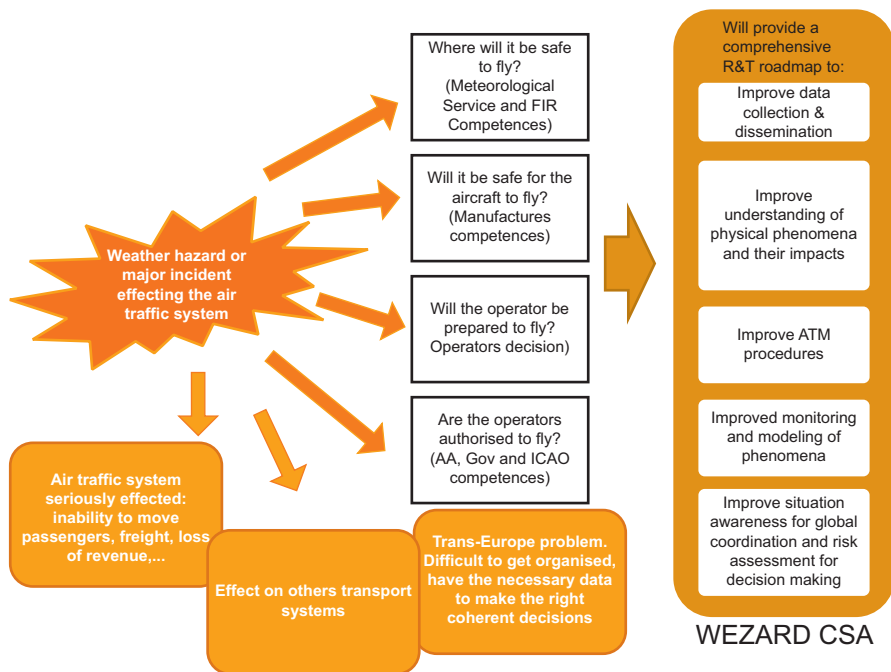 Weather hazard or
major incident
effecting the air
traffic system
Where will it be safe
to fly?
(Meteorological
Service and FIR
Competences)
Will it be safe for the
aircraft to fly?
(Manufactures
competences)
Will the operator be
prepared to fly?
Operators decision)
Are the operators
authorised to fly?
(AA, Gov and ICAO
competences)
Air traffic system
seriously effected:
inability to move
passengers, freight, loss
of revenue,...
Effect on others transport
systems
Trans-Europe problem.
Difficult to get organised,
have the necessary data
to make the right
coherent decisions
Will provide a
comprehensive
R&T roadmap to:
Improve data
collection &
dissemination
Improve
understanding of
physical phenomena
and their impacts
Improve ATM
procedures
Improved monitoring
and modeling of
phenomena
Improve situation
awareness for global
coordination and risk
assessment for
decision making
WEZARD CSA